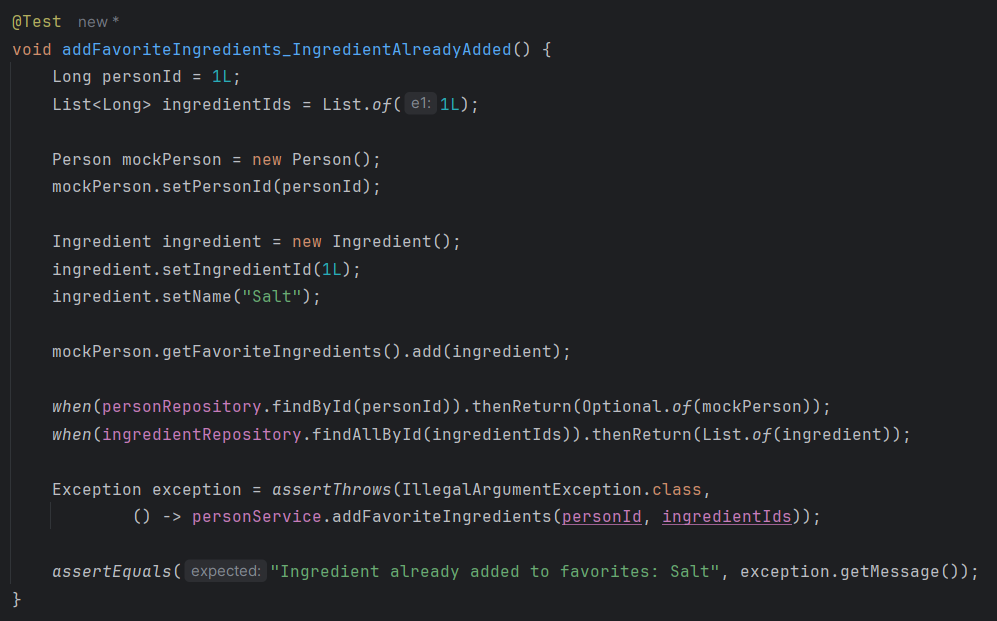 @Test new *
void addFavoriteIngredients_IngredientAlreadyAdded() {
    Long personId = 1L;
    List<Long> ingredientIds = List.of( e1: 1L);

    Person mockPerson = new Person();
    mockPerson.setPersonId(personId);

    Ingredient ingredient = new Ingredient();
    ingredient.setIngredientId(1L);
    ingredient.setName("Salt");

    mockPerson.getFavoriteIngredients().add(ingredient);

    when(personRepository.findById(personId)).thenReturn(Optional.of(mockPerson));
    when(ingredientRepository.findAllById(ingredientIds)).thenReturn(List.of(ingredient));

    Exception exception = assertThrows(IllegalArgumentException.class,
            () -> personService.addFavoriteIngredients(personId, ingredientIds));

    assertEquals( expected: "Ingredient already added to favorites: Salt", exception.getMessage());
}